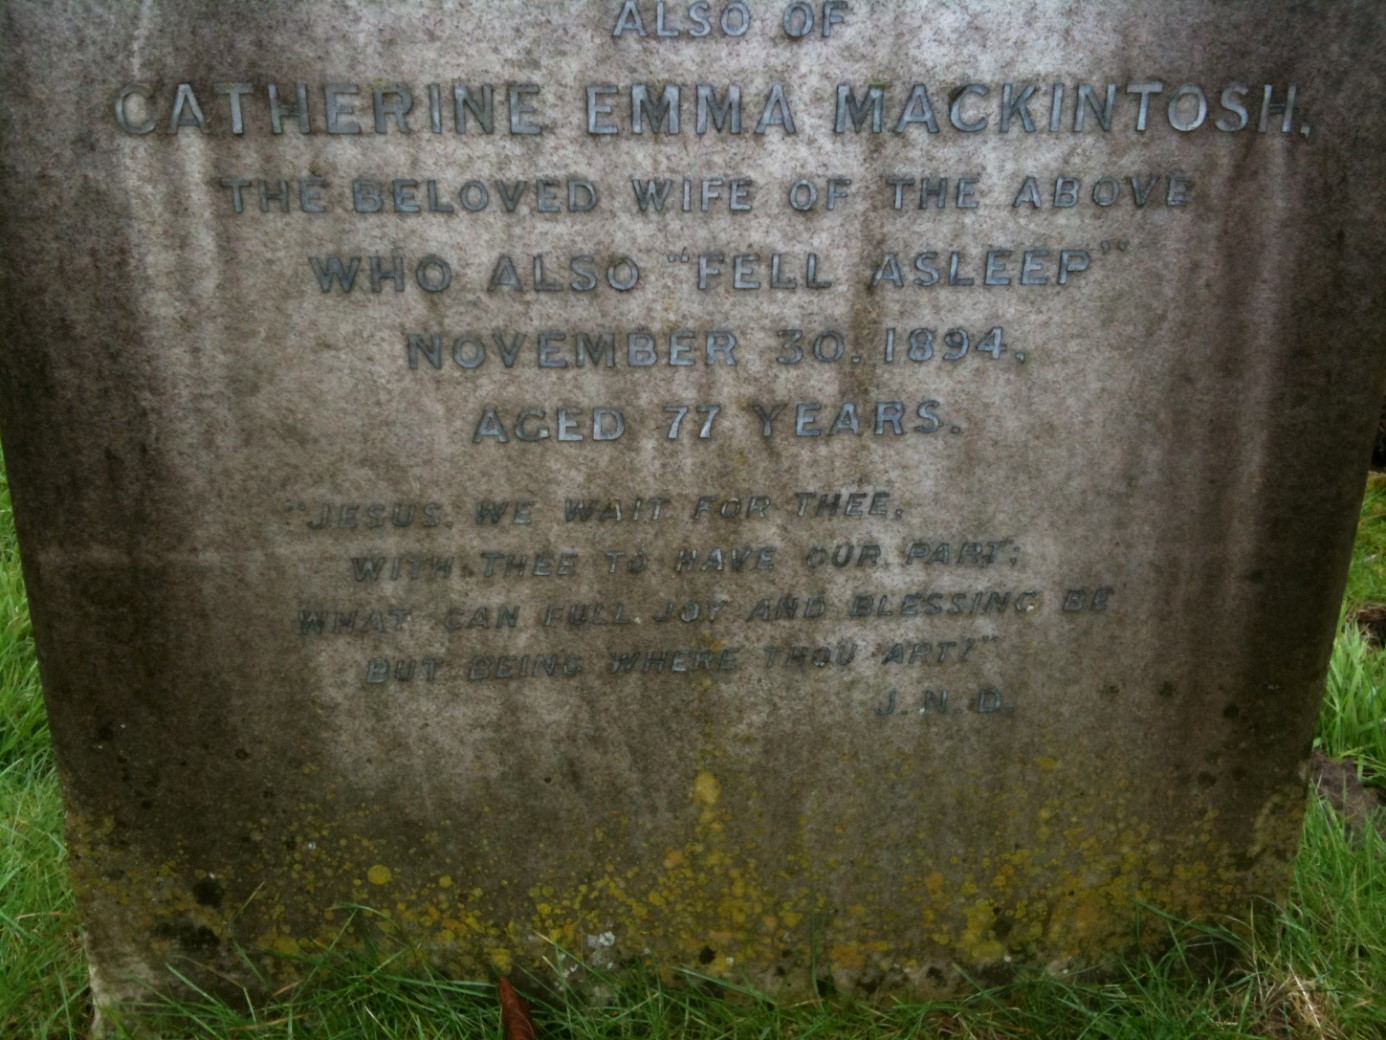 ALSO OF
CATHERINE EMMA MACKINTOSH,
THE BELOVED WIFE OF THE ABOVE
WHO ALSO "FELL ASLEEP"
NOVEMBER 30. 1894.
AGED 77 YEARS.
"JESUS, WE WAIT FOR THEE,
WITH THEE TO HAVE OUR PART;
WHAT CAN FULL JOY AND BLESSING BE
BUT BEING WHERE THOU ART?"
J. N. D.